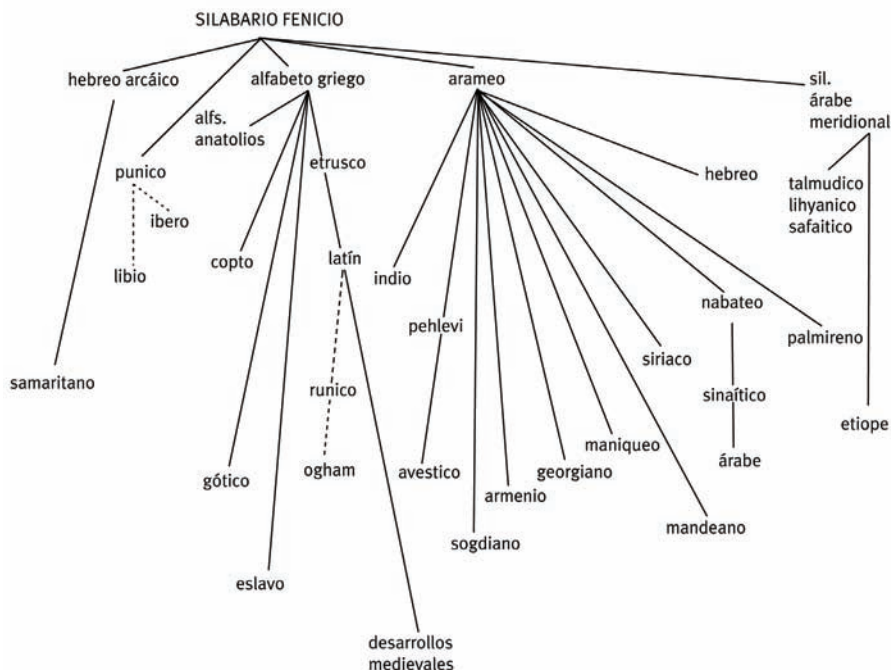 SILABARIO FENICIO
hebreo arcáico
alfabeto griego
arameo
sil.
árabe
meridional
alfs.
anatolios
etrusco
punico
hebreo
talmudico
lihyanico
safaitico
ibero
libio
copto
latín
indio
nabateo
pehlevi
siriaco
palmireno
samaritano
runico
sinaítico
etiope
maniqueo
árabe
gótico
ogham
avestico
georgiano
armenio
mandeano
sogdiano
eslavo
desarrollos
medievales